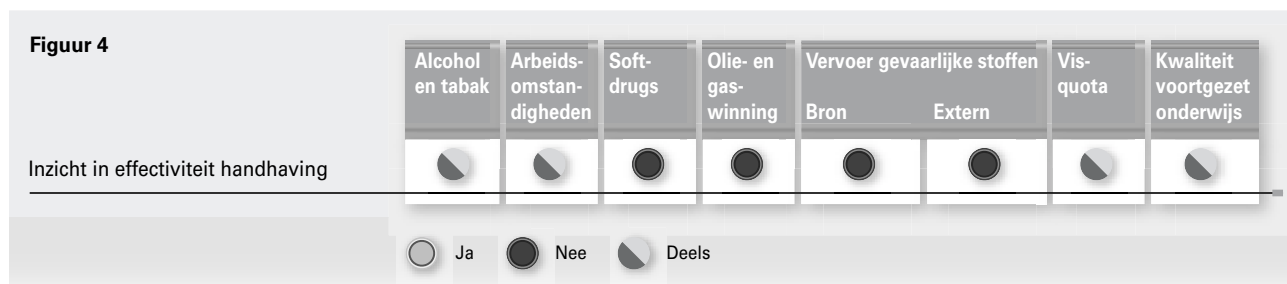 Figuur 4
Alcohol en tabak
Arbeids-omstan-digheden
Soft-drugs
Olie- en gas-winning
Vervoer gevaarlijke stoffen
Bron Extern
Vis-quota
Kwaliteit voortgezet onderwijs
Inzicht in effectiviteit handhaving
Ja Nee Deels